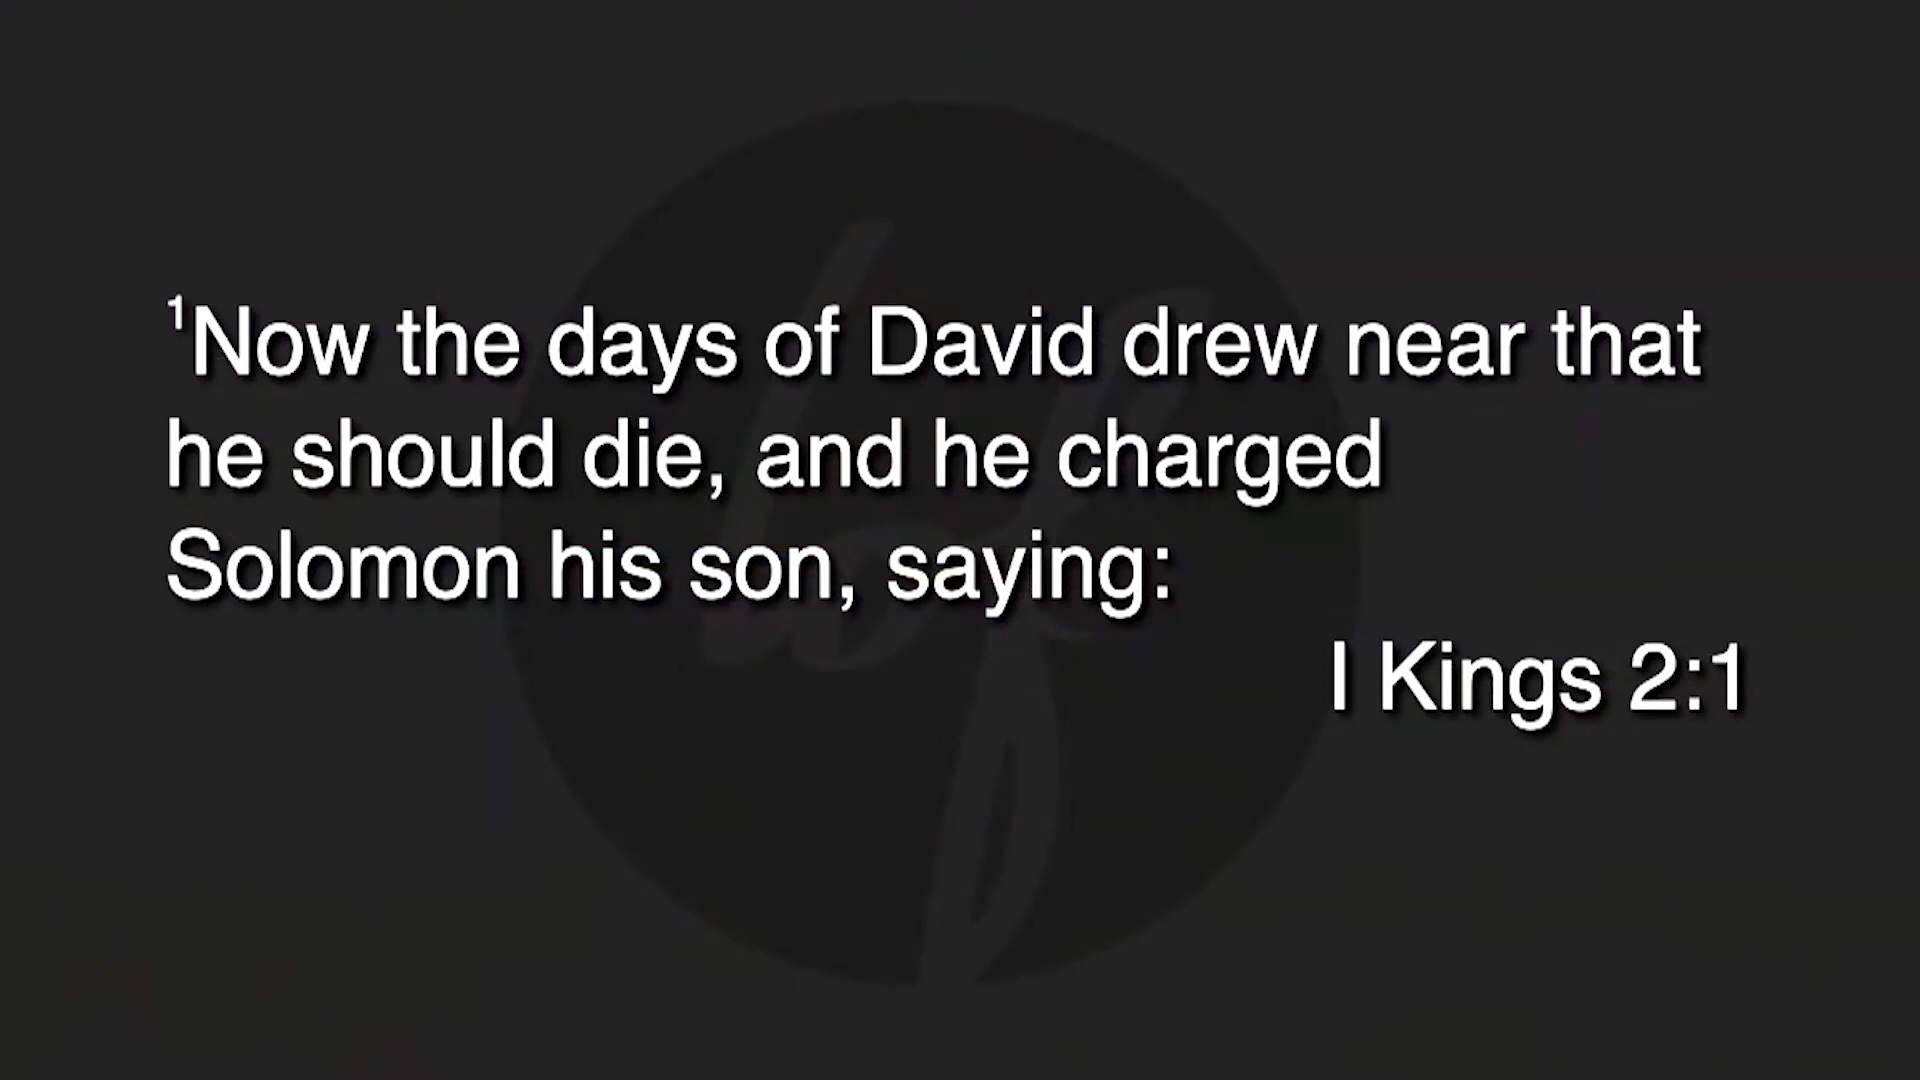 ¹Now the days of David drew near that
he should die, and he charged
Solomon his son, saying:
I Kings 2:1
bf